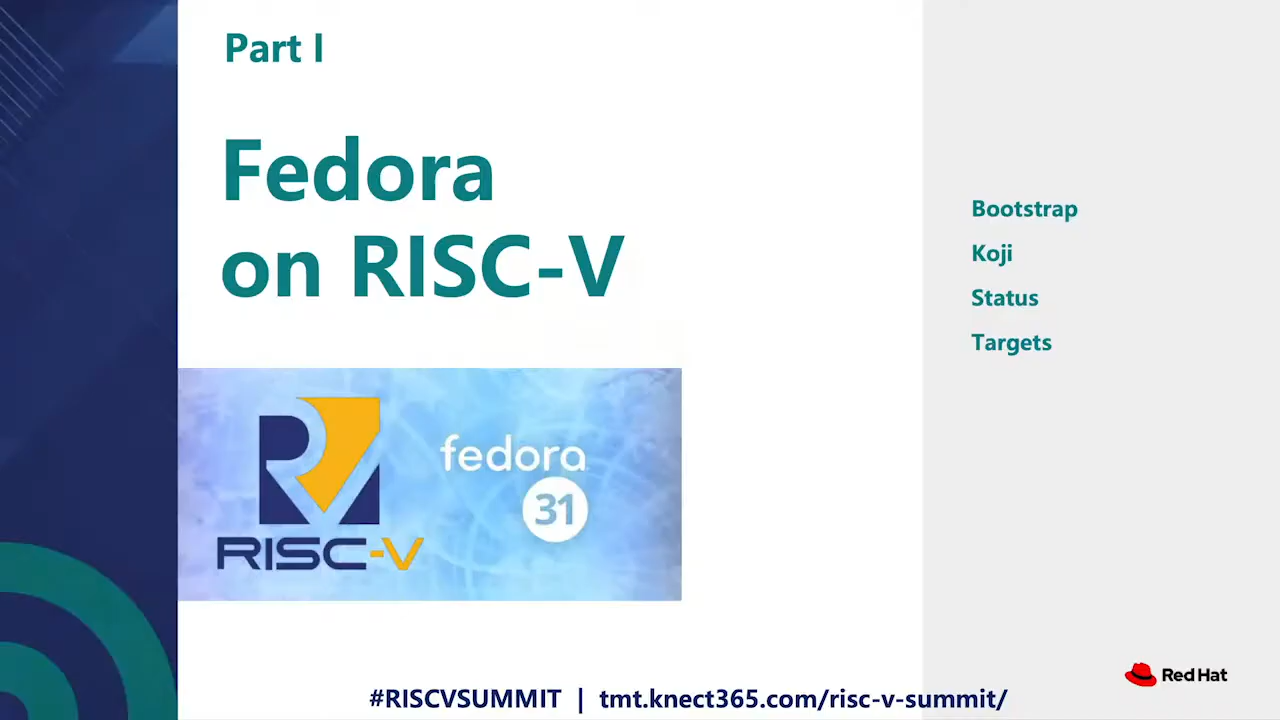 Part I
Fedora
on RISC-V
Bootstrap
Koji
Status
Targets
RISC-V
fedora
31
Red Hat
#RISCVSUMMIT | tmt.knect365.com/risc-v-summit/